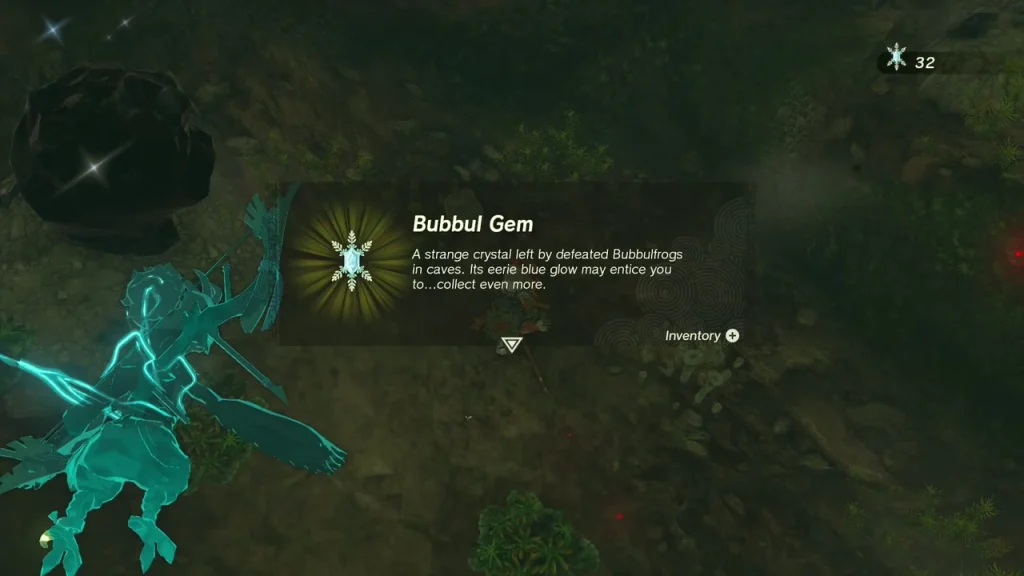 32
Bubbul Gem
A strange crystal left by defeated Bubbulfrogs
in caves. Its eerie blue glow may entice you
to...collect even more.
Inventory